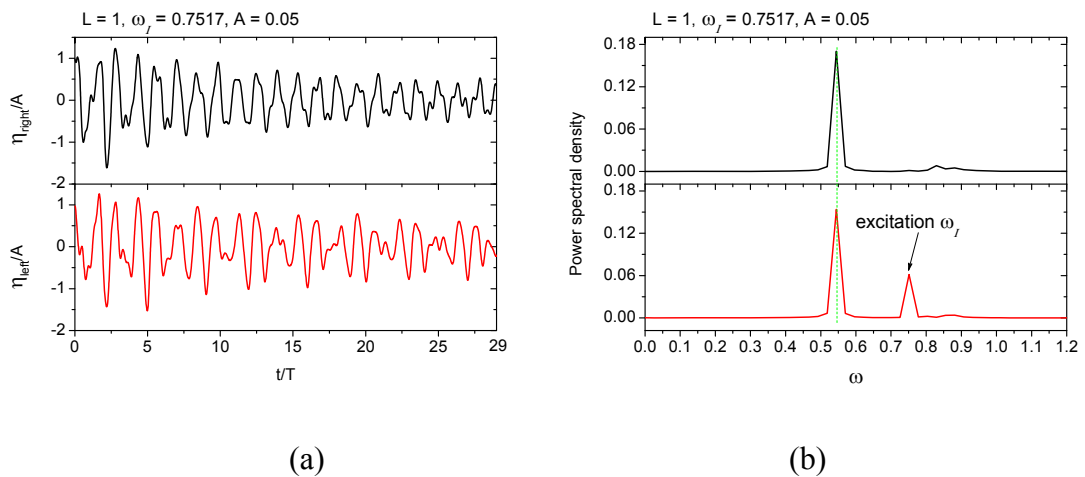 L = 1, ω_I = 0.7517, A = 0.05
η_right/A
1
0
-1
-2
η_left/A
1
0
-1
-2
0 5 10 15 20 25 29
t/T
(a)
L = 1, ω_I = 0.7517, A = 0.05
Power spectral density
0.18
0.12
0.06
0.00
0.18
0.12
0.06
0.00
excitation ω_I
0.0 0.1 0.2 0.3 0.4 0.5 0.6 0.7 0.8 0.9 1.0 1.1 1.2
ω
(b)